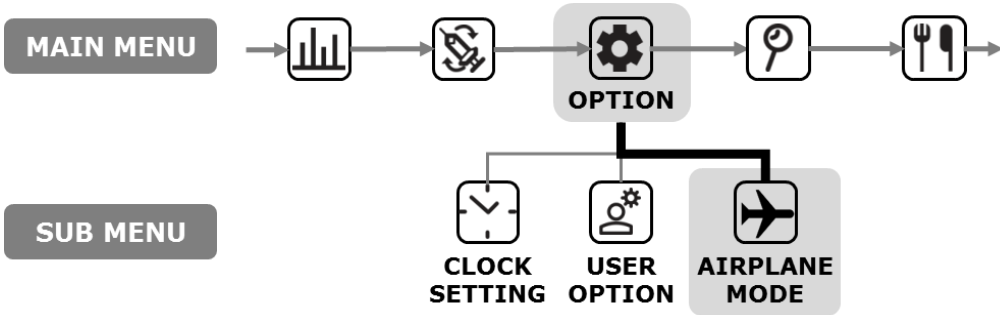 MAIN MENU
OPTION
SUB MENU
CLOCK
SETTING
USER
OPTION
AIRPLANE
MODE